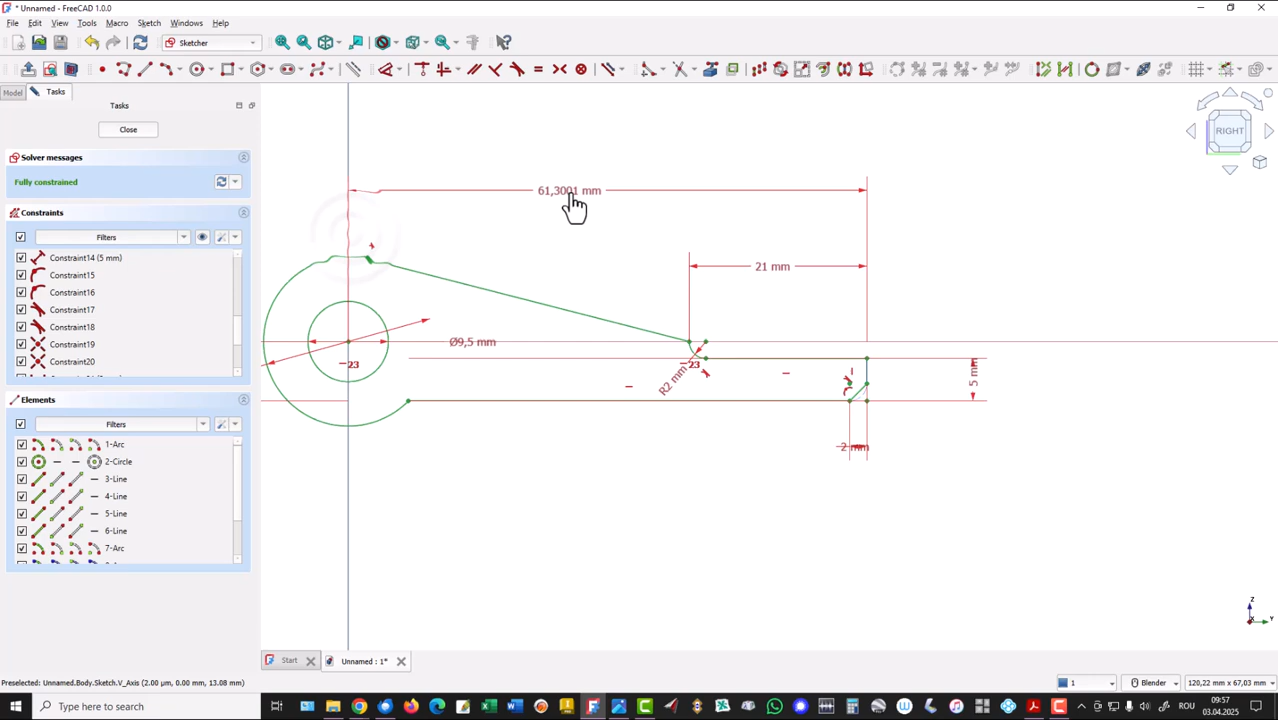 * Unnamed - FreeCAD 1.0.0
File Edit View Tools Macro Sketch Windows Help
Sketcher
Model
Tasks
Tasks
Close
Solver messages
Fully constrained
Constraints
Filters
Constraint14 (5 mm)
Constraint15
Constraint16
Constraint17
Constraint18
Constraint19
Constraint20
Elements
Filters
1-Arc
2-Circle
3-Line
4-Line
5-Line
6-Line
7-Arc
61,3001 mm
21 mm
Ø9,5 mm
23
23
R2 mm
5 mm
2 mm
RIGHT
Z
Y
Start
Unnamed : 1*
Preselected: Unnamed.Body.Sketch.V_Axis (2.00 μm, 0.00 mm, 13.08 mm)
1
Blender
120,22 mm x 67,03 mm
Type here to search
ROU
09:57
03.04.2025